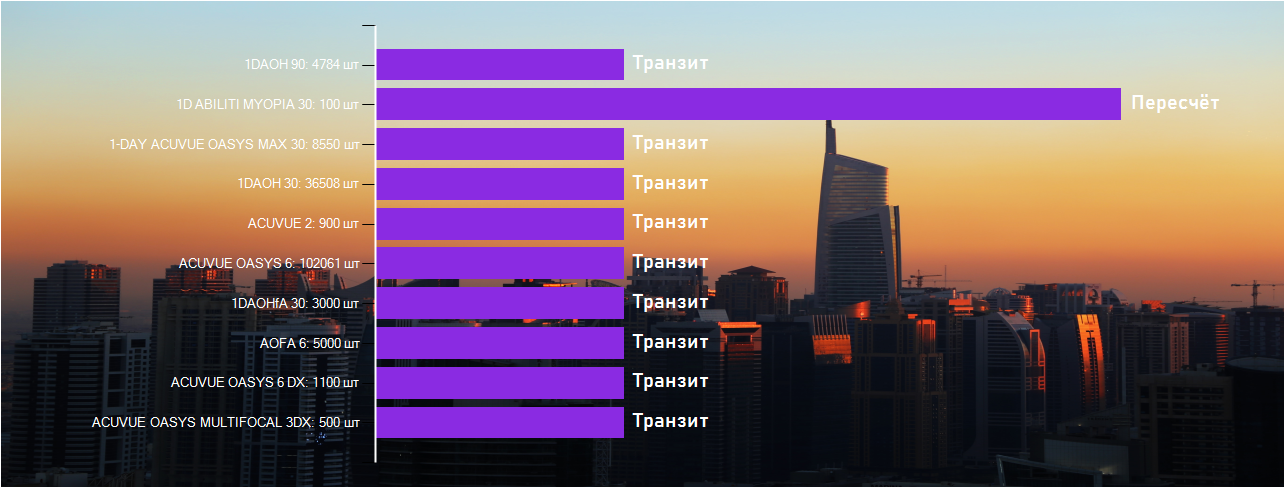 1DAOH 90: 4784 шт Транзит
1D ABILITI MYOPIA 30: 100 шт Пересчёт
1-DAY ACUVUE OASYS MAX 30: 8550 шт Транзит
1DAOH 30: 36508 шт Транзит
ACUVUE 2: 900 шт Транзит
ACUVUE OASYS 6: 102061 шт Транзит
1DAOHfA 30: 3000 шт Транзит
AOFA 6: 5000 шт Транзит
ACUVUE OASYS 6 DX: 1100 шт Транзит
ACUVUE OASYS MULTIFOCAL 3DX: 500 шт Транзит